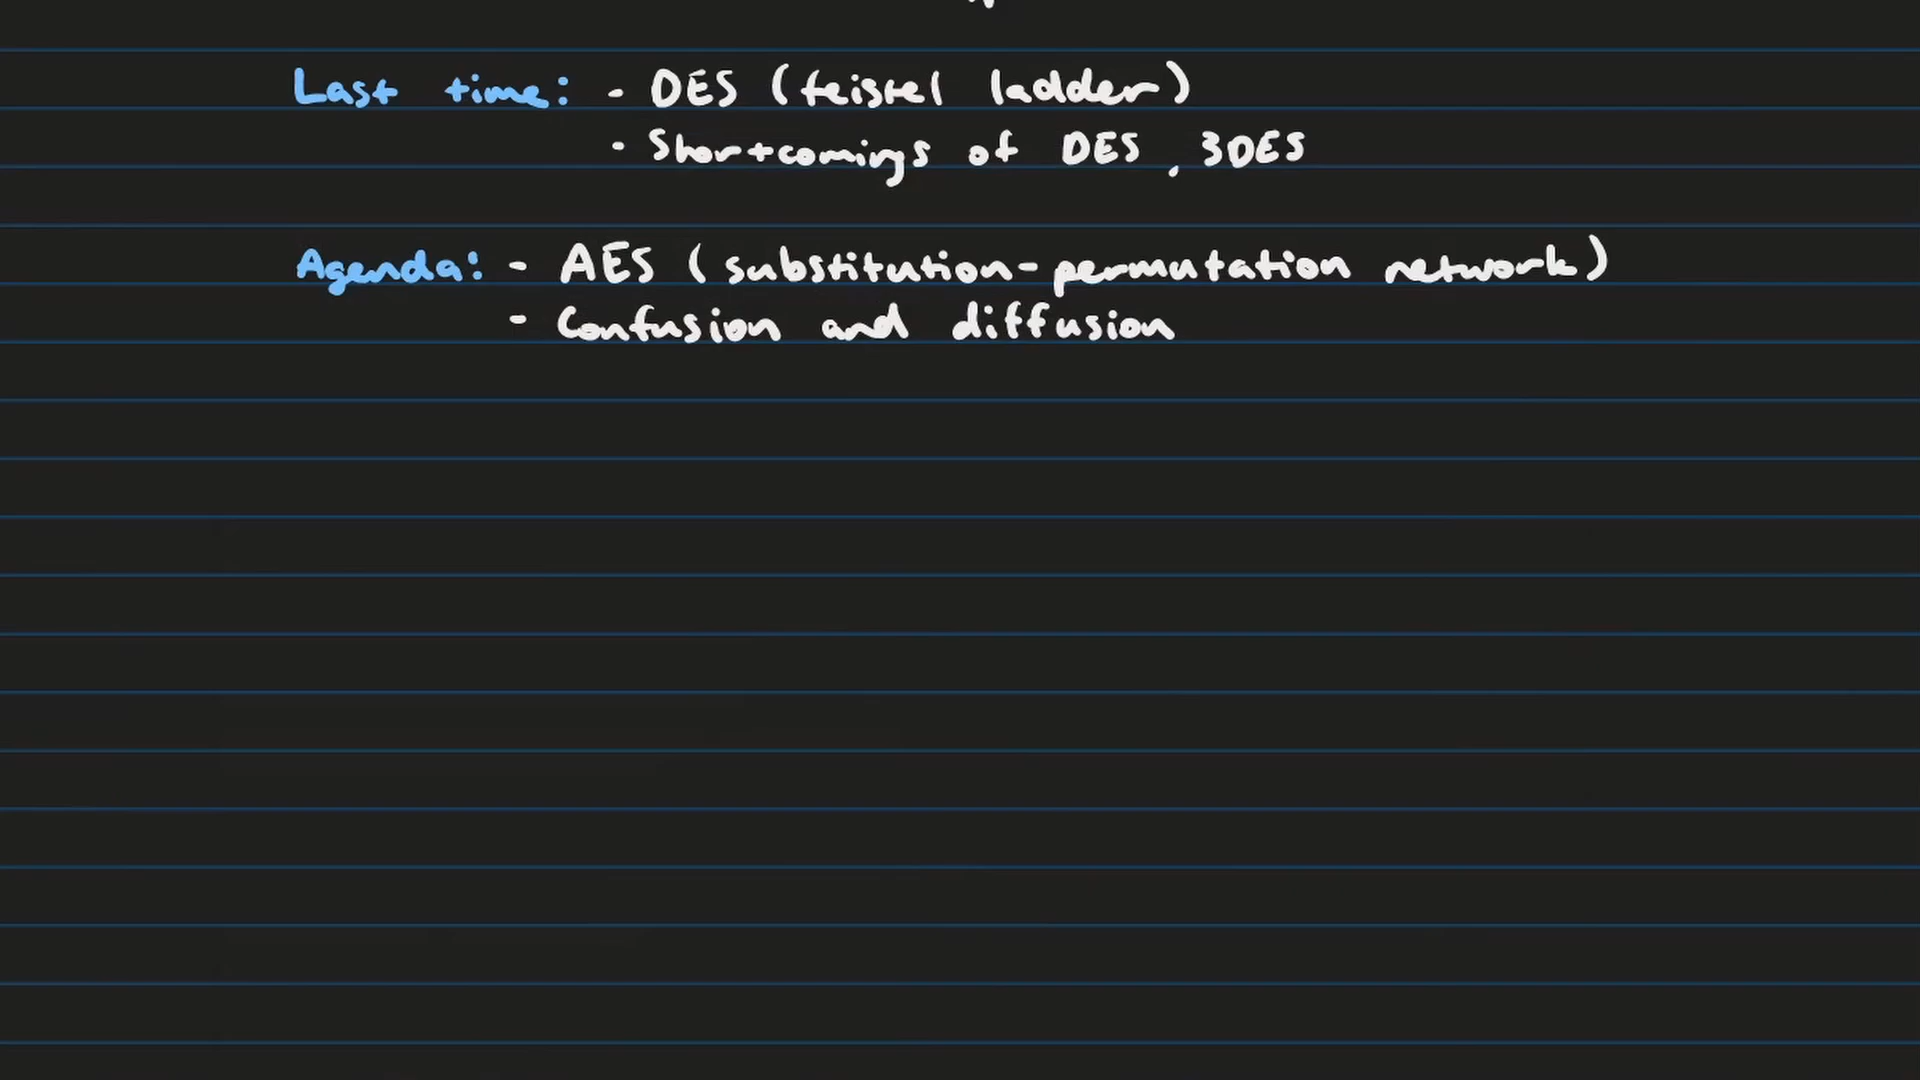 Last time: - DES (feistel ladder)
- Shortcomings of DES, 3DES
Agenda: - AES (substitution-permutation network)
- Confusion and diffusion